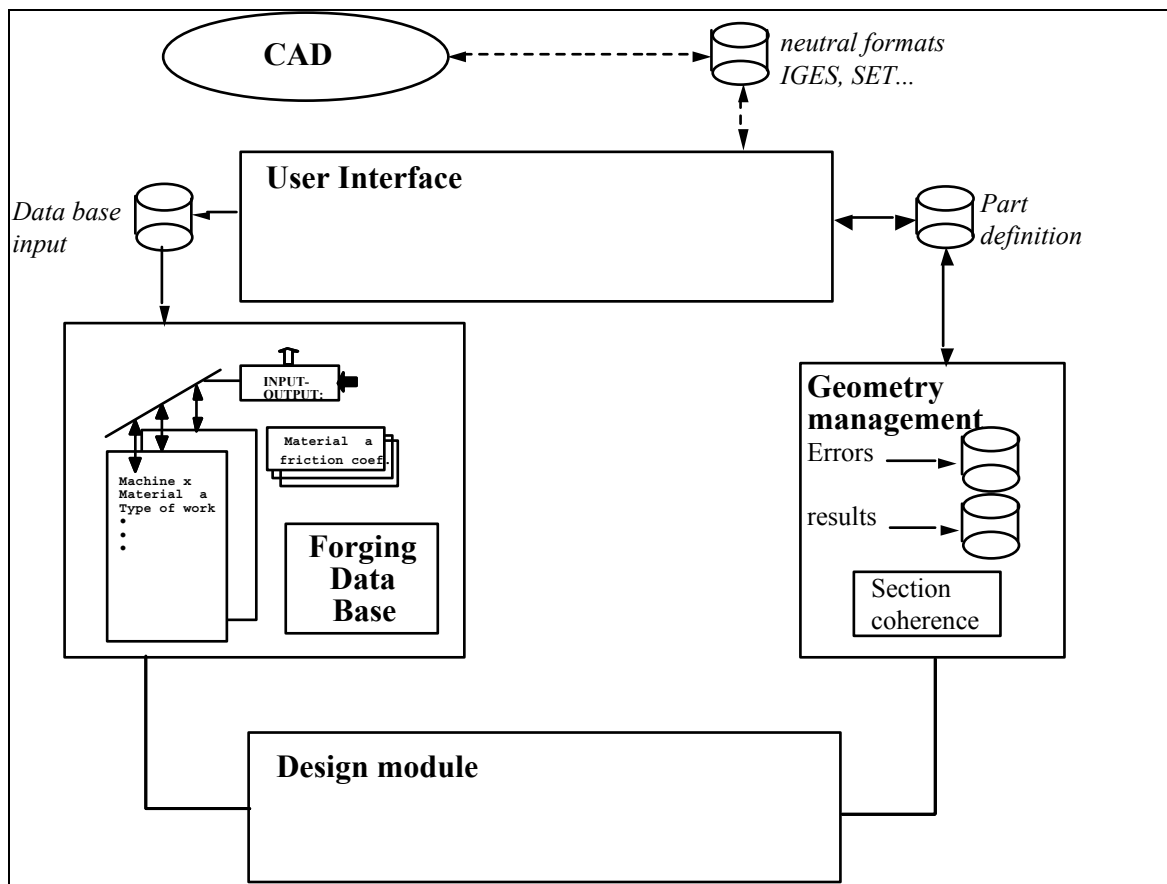 CAD
neutral formats
IGES, SET...
User Interface
Data base
input
Part
definition
INPUT-
OUTPUT:
Material a
friction coef.
Machine x
Material a
Type of work
Forging
Data
Base
Geometry
management
Errors
results
Section
coherence
Design module